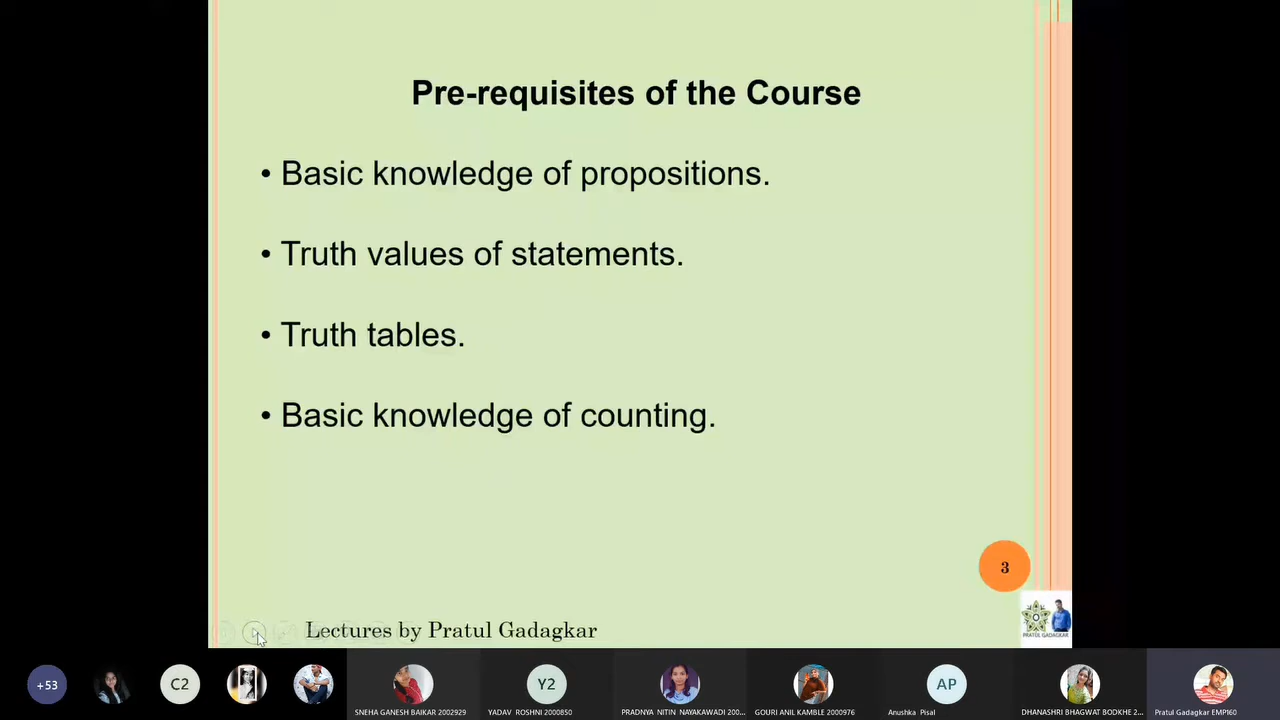 Pre-requisites of the Course
• Basic knowledge of propositions.
• Truth values of statements.
• Truth tables.
• Basic knowledge of counting.
3
PRATUL GADAGKAR
Lectures by Pratul Gadagkar
+53
C2
Y2
AP
SNEHA GANESH BAIKAR 2002929
YADAV ROSHNI 2000850
PRADNYA NITIN NAYAKAWADI 200...
GOURI ANIL KAMBLE 2000976
Anushka Pisal
DHANASHRI BHAGWAT BODKHE 2...
Pratul Gadagkar EMP160